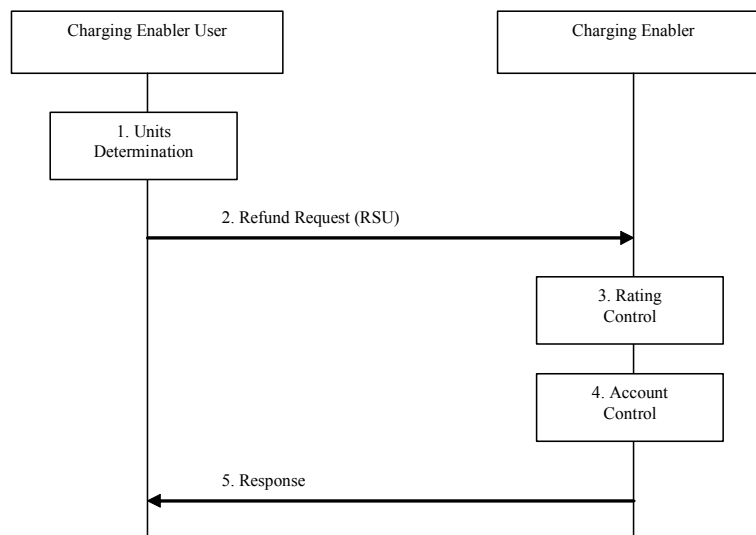 Charging Enabler User
Charging Enabler
1. Units
Determination
2. Refund Request (RSU)
3. Rating
Control
4. Account
Control
5. Response